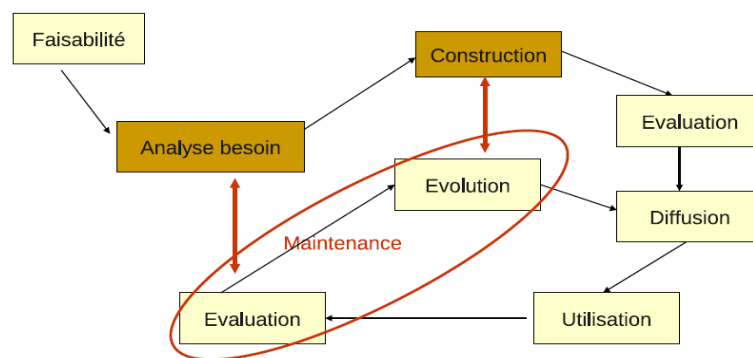 Faisabilité
Construction
Analyse besoin
Evaluation
Evolution
Diffusion
Maintenance
Evaluation
Utilisation